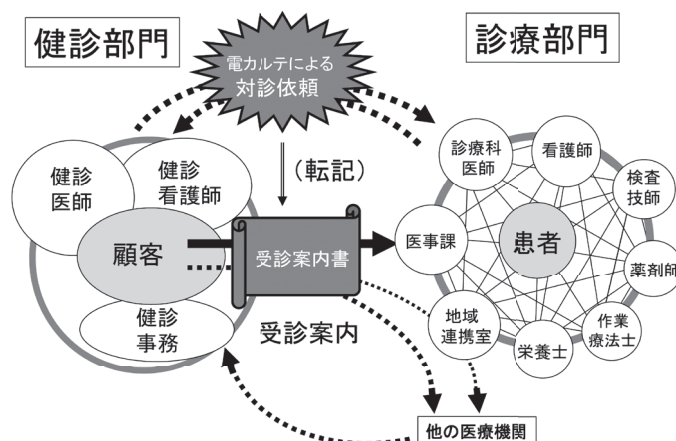 健診部門
診療部門
電カルテによる
対診依頼
(転記)
健診
医師
健診
看護師
顧客
健診
事務
受診案内書
受診案内
診療科
医師
看護師
検査
技師
医事課
患者
薬剤師
地域
連携室
栄養士
作業
療法士
他の医療機関